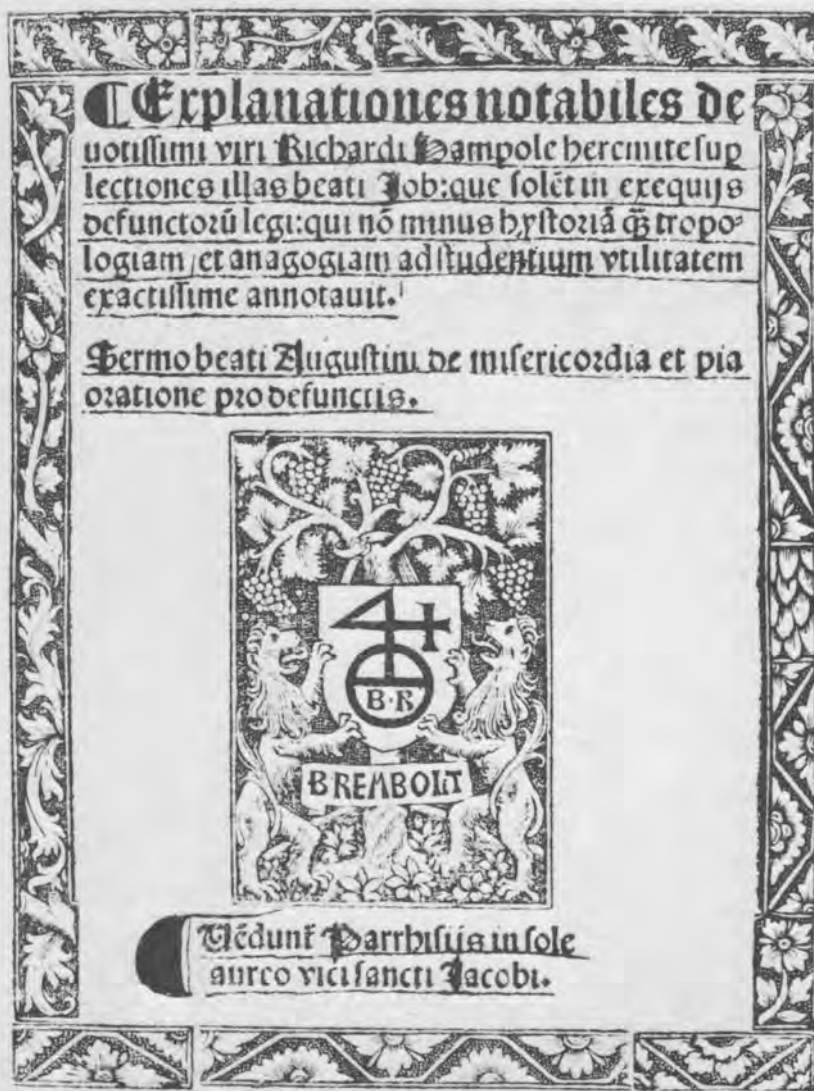 ¶Explanationes notabiles de
uotissimi viri Richardi Hampole heremite sup
lectiones illas beati Job: que solēt in exequijs
defunctorū legi: qui nō minus hystoriā q̄ȝ tropo⸗
logiam, et anagogiam ad studentium vtilitatem
exactissime annotauit.
Sermo beati Augustini de misericordia et pia
oratione pro defunctis.
B·R
BREMBOLT
Uēdunt̄ Parrhisijs in sole
aureo vici sancti Jacobi.